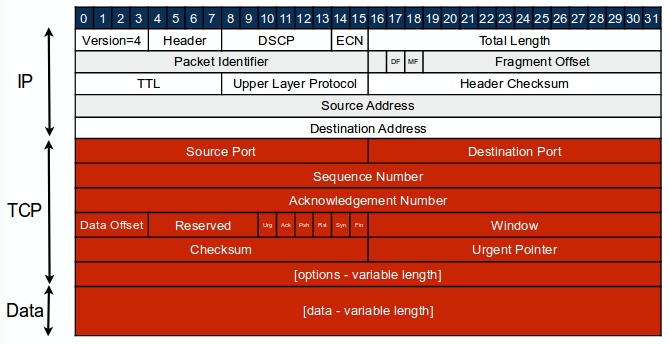 0 1 2 3 4 5 6 7 8 9 10 11 12 13 14 15 16 17 18 19 20 21 22 23 24 25 26 27 28 29 30 31
Version=4 Header DSCP ECN Total Length
Packet Identifier DF MF Fragment Offset
IP
TTL Upper Layer Protocol Header Checksum
Source Address
Destination Address
Source Port Destination Port
Sequence Number
TCP
Acknowledgement Number
Data Offset Reserved Urg Ack Psh Rst Syn Fin Window
Checksum Urgent Pointer
[options - variable length]
Data
[data - variable length]